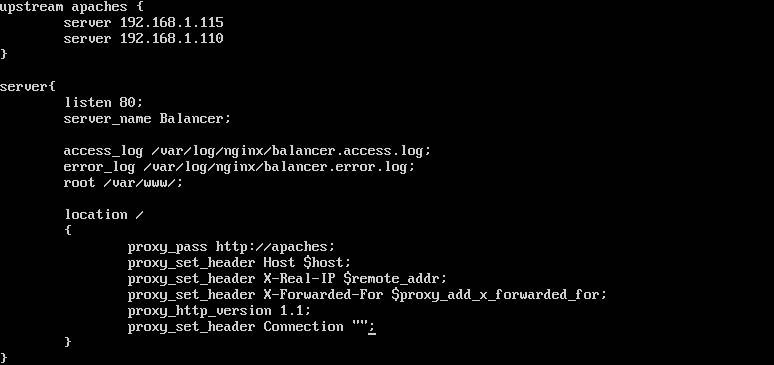 upstream apaches {
        server 192.168.1.115
        server 192.168.1.110
}

server{
        listen 80;
        server_name Balancer;

        access_log /var/log/nginx/balancer.access.log;
        error_log /var/log/nginx/balancer.error.log;
        root /var/www/;

        location /
        {
                proxy_pass http://apaches;
                proxy_set_header Host $host;
                proxy_set_header X-Real-IP $remote_addr;
                proxy_set_header X-Forwarded-For $proxy_add_x_forwarded_for;
                proxy_http_version 1.1;
                proxy_set_header Connection "";
        }
}